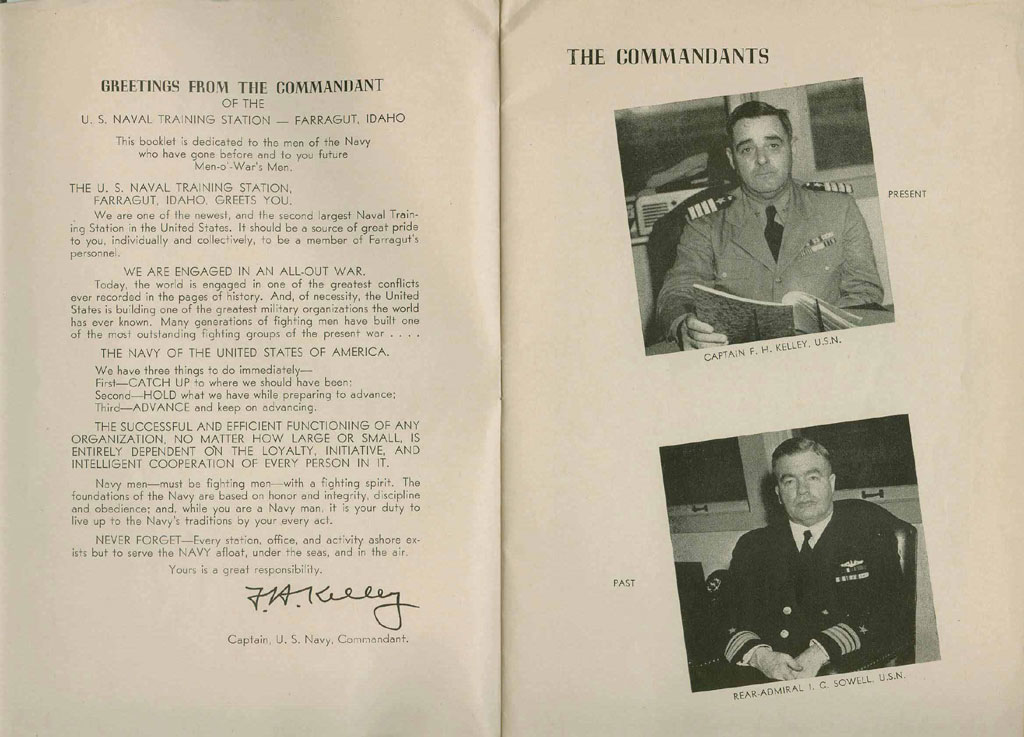 GREETINGS FROM THE COMMANDANT
OF THE
U. S. NAVAL TRAINING STATION — FARRAGUT, IDAHO
This booklet is dedicated to the men of the Navy
who have gone before and to you future
Men-o'-War's Men.
THE U. S. NAVAL TRAINING STATION,
FARRAGUT, IDAHO, GREETS YOU.
We are one of the newest, and the second largest Naval Train-
ing Station in the United States. It should be a source of great pride
to you, individually and collectively, to be a member of Farragut's
personnel.
WE ARE ENGAGED IN AN ALL-OUT WAR.
Today, the world is engaged in one of the greatest conflicts
ever recorded in the pages of history. And, of necessity, the United
States is building one of the greatest military organizations the world
has ever known. Many generations of fighting men have built one
of the most outstanding fighting groups of the present war . . . .
THE NAVY OF THE UNITED STATES OF AMERICA.
We have three things to do immediately—
First—CATCH UP to where we should have been;
Second—HOLD what we have while preparing to advance;
Third—ADVANCE and keep on advancing.
THE SUCCESSFUL AND EFFICIENT FUNCTIONING OF ANY
ORGANIZATION, NO MATTER HOW LARGE OR SMALL, IS
ENTIRELY DEPENDENT ON THE LOYALTY, INITIATIVE, AND
INTELLIGENT COOPERATION OF EVERY PERSON IN IT.
Navy men—must be fighting men—with a fighting spirit. The
foundations of the Navy are based on honor and integrity, discipline
and obedience; and, while you are a Navy man, it is your duty to
live up to the Navy's traditions by your every act.
NEVER FORGET—Every station, office, and activity ashore ex-
ists but to serve the NAVY afloat, under the seas, and in the air.
Yours is a great responsibility.
F. H. Kelley
Captain, U. S. Navy, Commandant.
THE COMMANDANTS
PRESENT
CAPTAIN F. H. KELLEY, U.S.N.
PAST
REAR-ADMIRAL I. C. SOWELL, U.S.N.